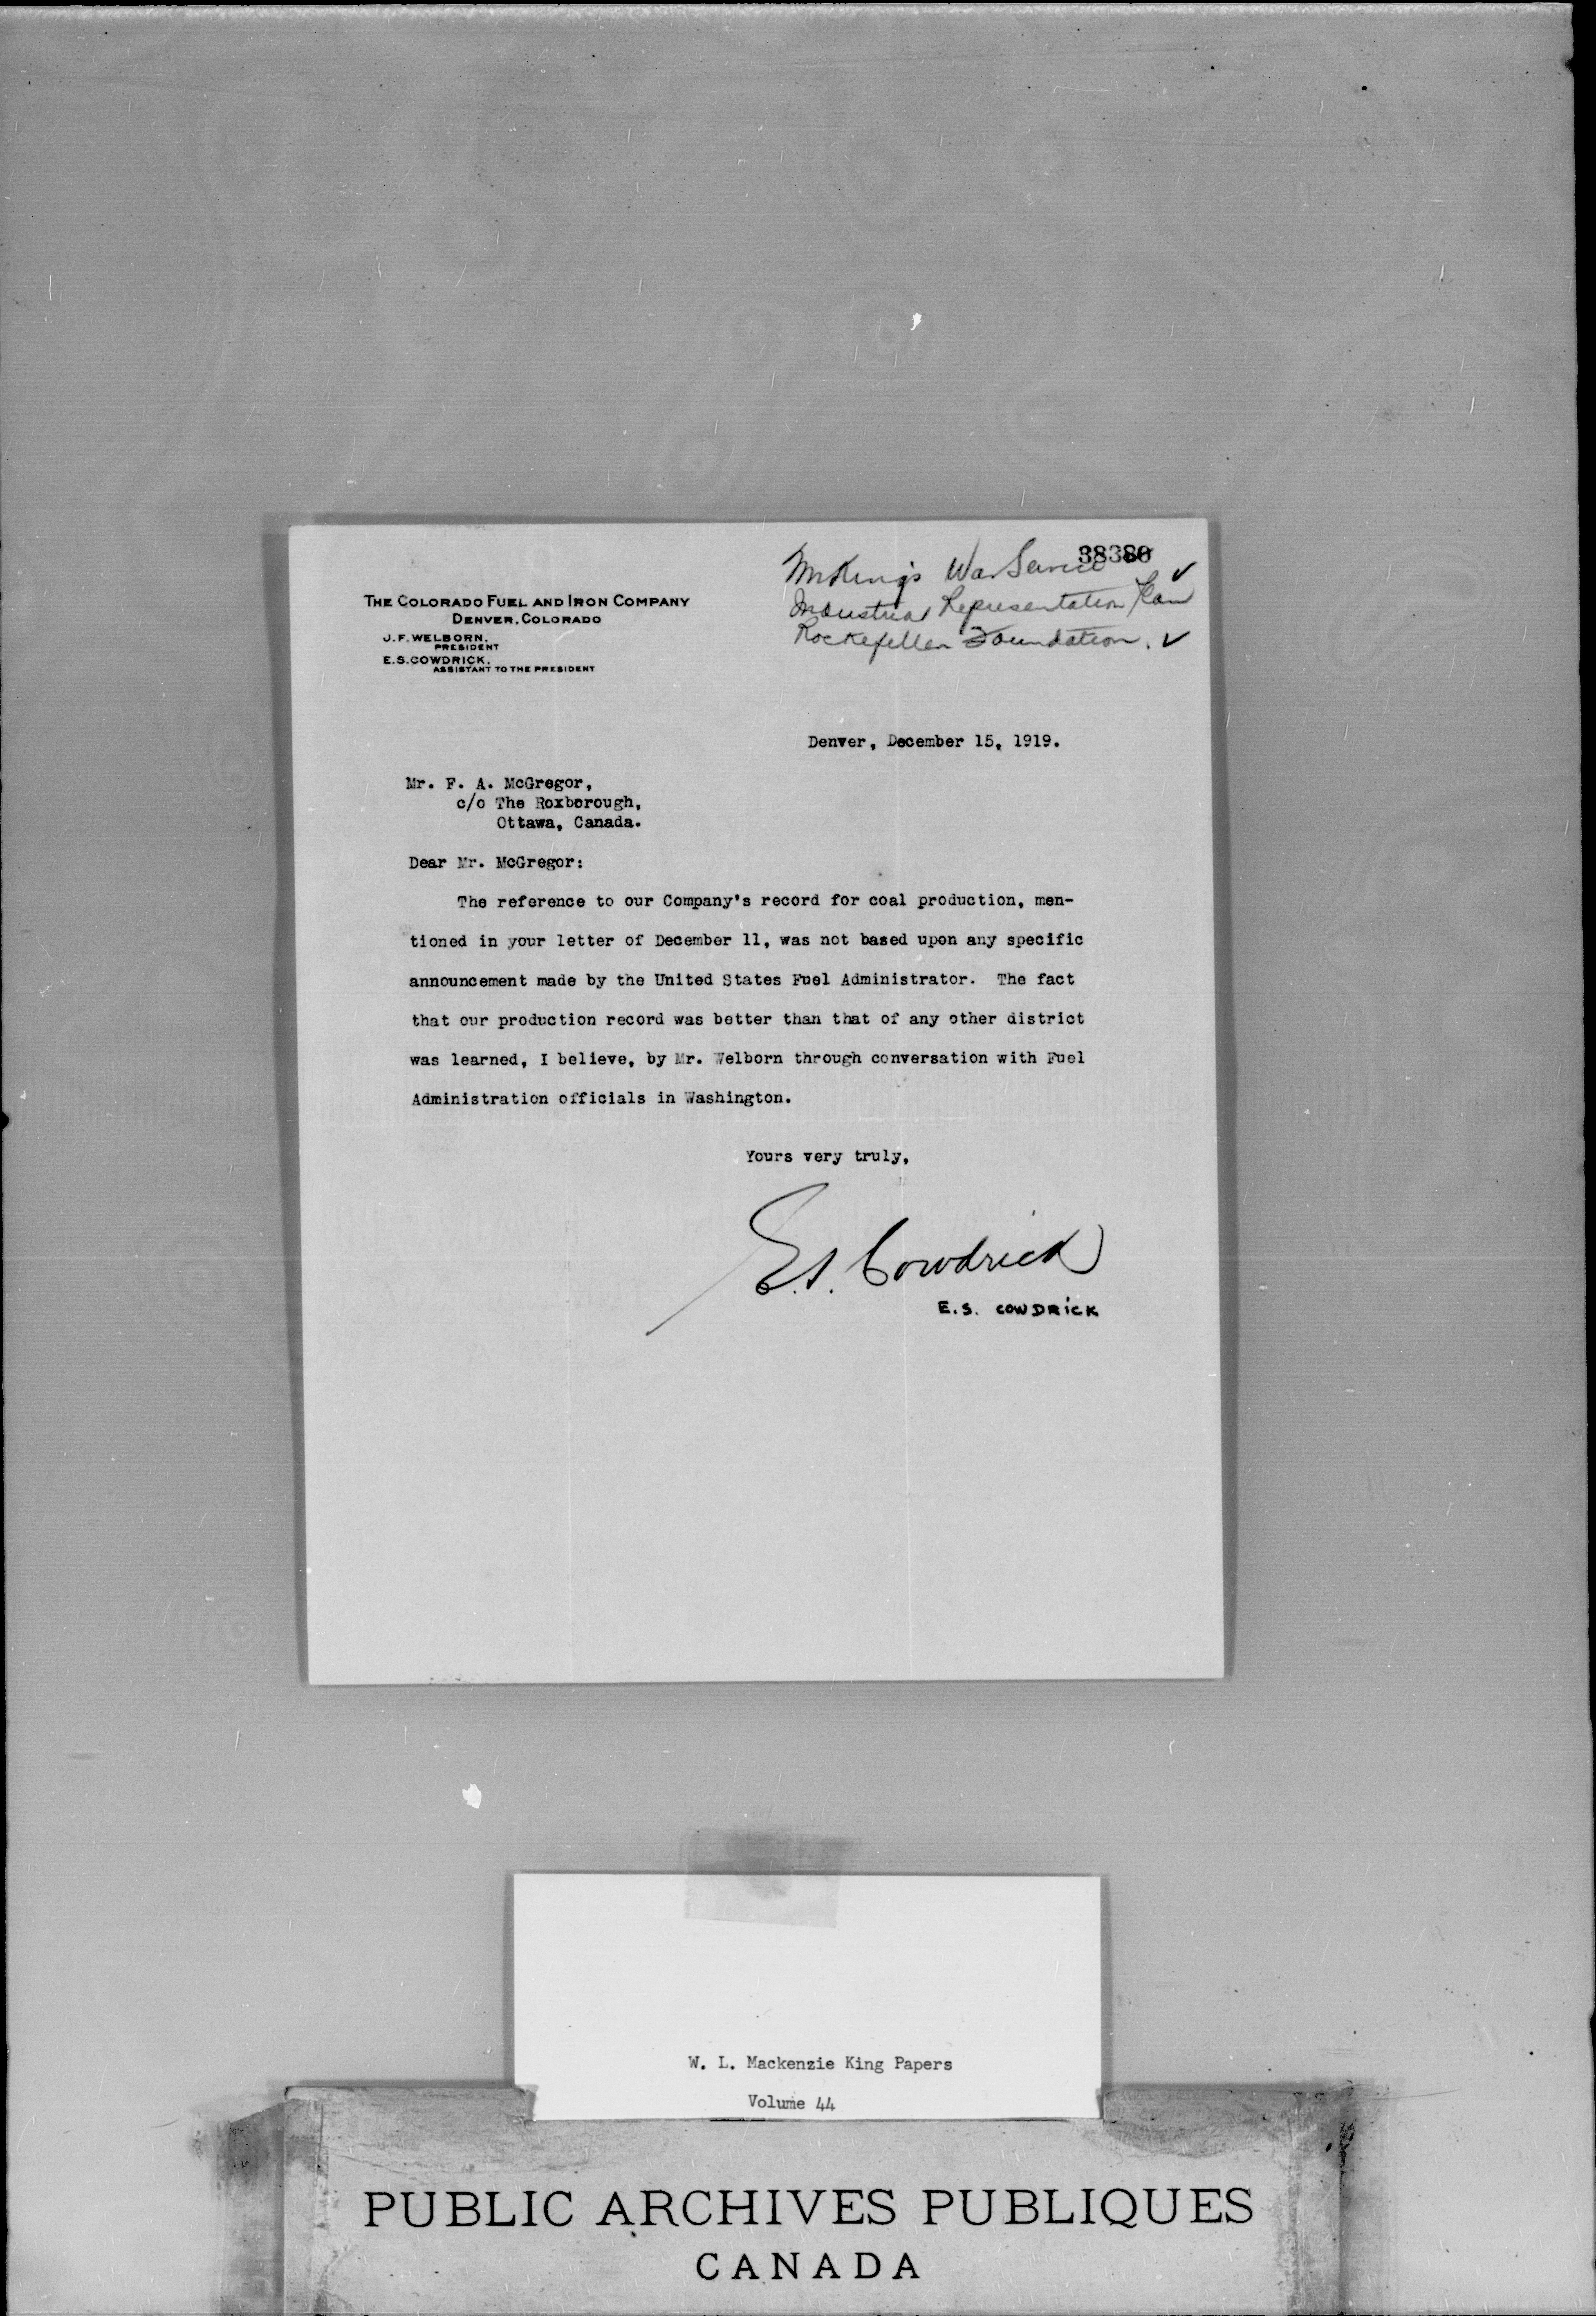 38380
Mr King's War Service ✓
Industrial Representation Plan
Rockefeller Foundation. ✓
THE COLORADO FUEL AND IRON COMPANY
DENVER, COLORADO
J. F. WELBORN,
PRESIDENT
E. S. COWDRICK,
ASSISTANT TO THE PRESIDENT
Denver, December 15, 1919.
Mr. F. A. McGregor,
c/o The Roxborough,
Ottawa, Canada.
Dear Mr. McGregor:
The reference to our Company's record for coal production, men-
tioned in your letter of December 11, was not based upon any specific
announcement made by the United States Fuel Administrator. The fact
that our production record was better than that of any other district
was learned, I believe, by Mr. Welborn through conversation with Fuel
Administration officials in Washington.
Yours very truly,
E.S. Cowdrick
E.S. COWDRICK
W. L. Mackenzie King Papers
Volume 44
PUBLIC ARCHIVES PUBLIQUES
CANADA